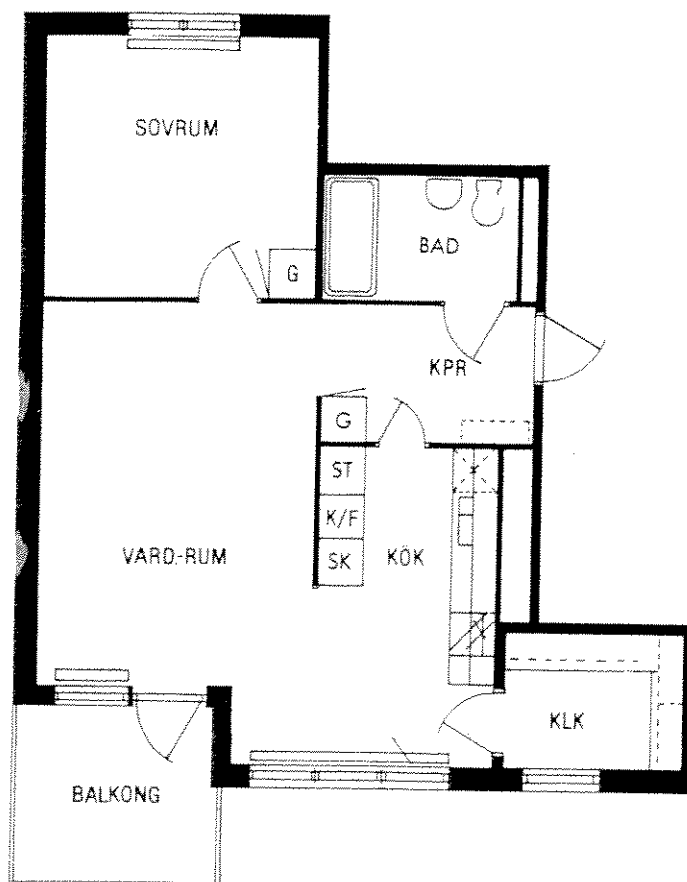 SOVRUM
BAD
G
KPR
G
ST
K/F
SK
VARD.-RUM
KÖK
KLK
BALKONG